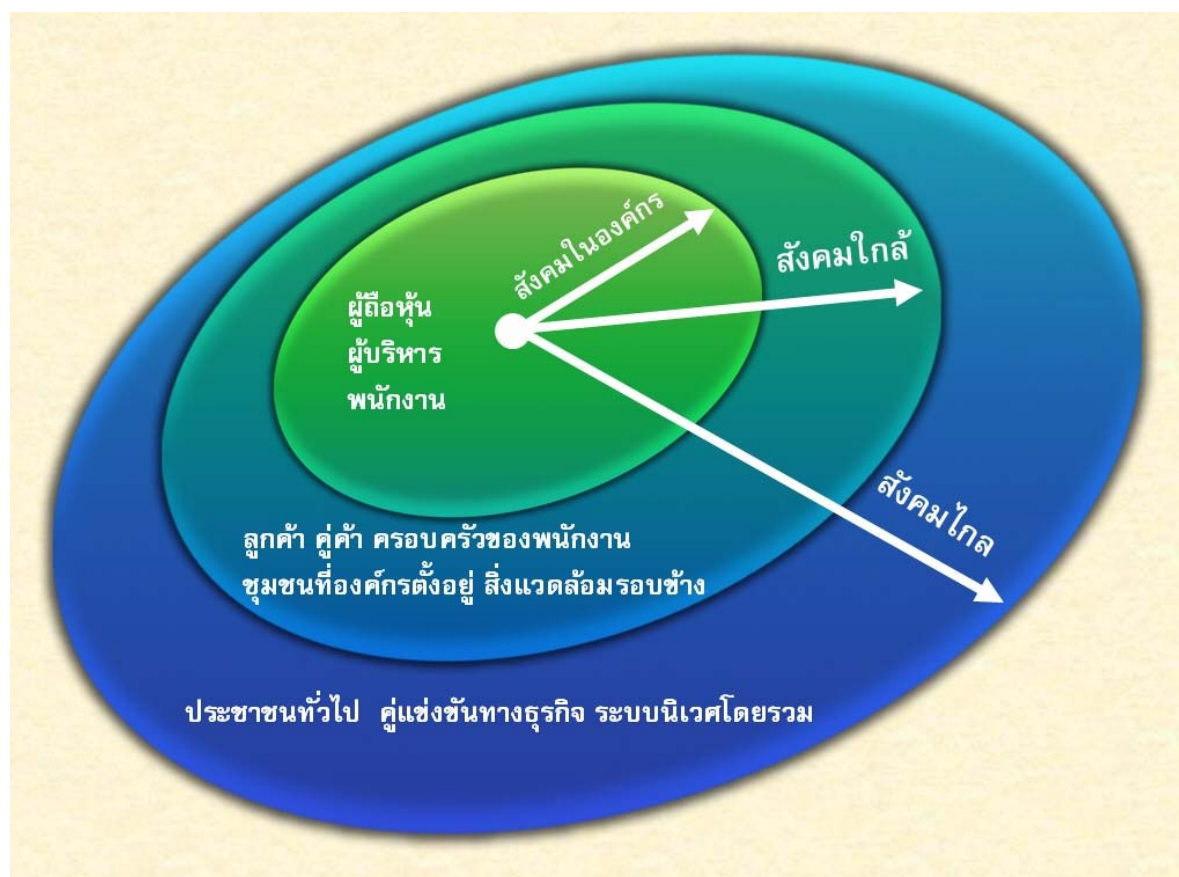 สังคมในองค์กร
สังคมใกล้
ผู้ถือหุ้น
ผู้บริหาร
พนักงาน
สังคมไกล
ลูกค้า คู่ค้า ครอบครัวของพนักงาน
ชุมชนที่องค์กรตั้งอยู่ สิ่งแวดล้อมรอบข้าง
ประชาชนทั่วไป คู่แข่งขันทางธุรกิจ ระบบนิเวศโดยรวม